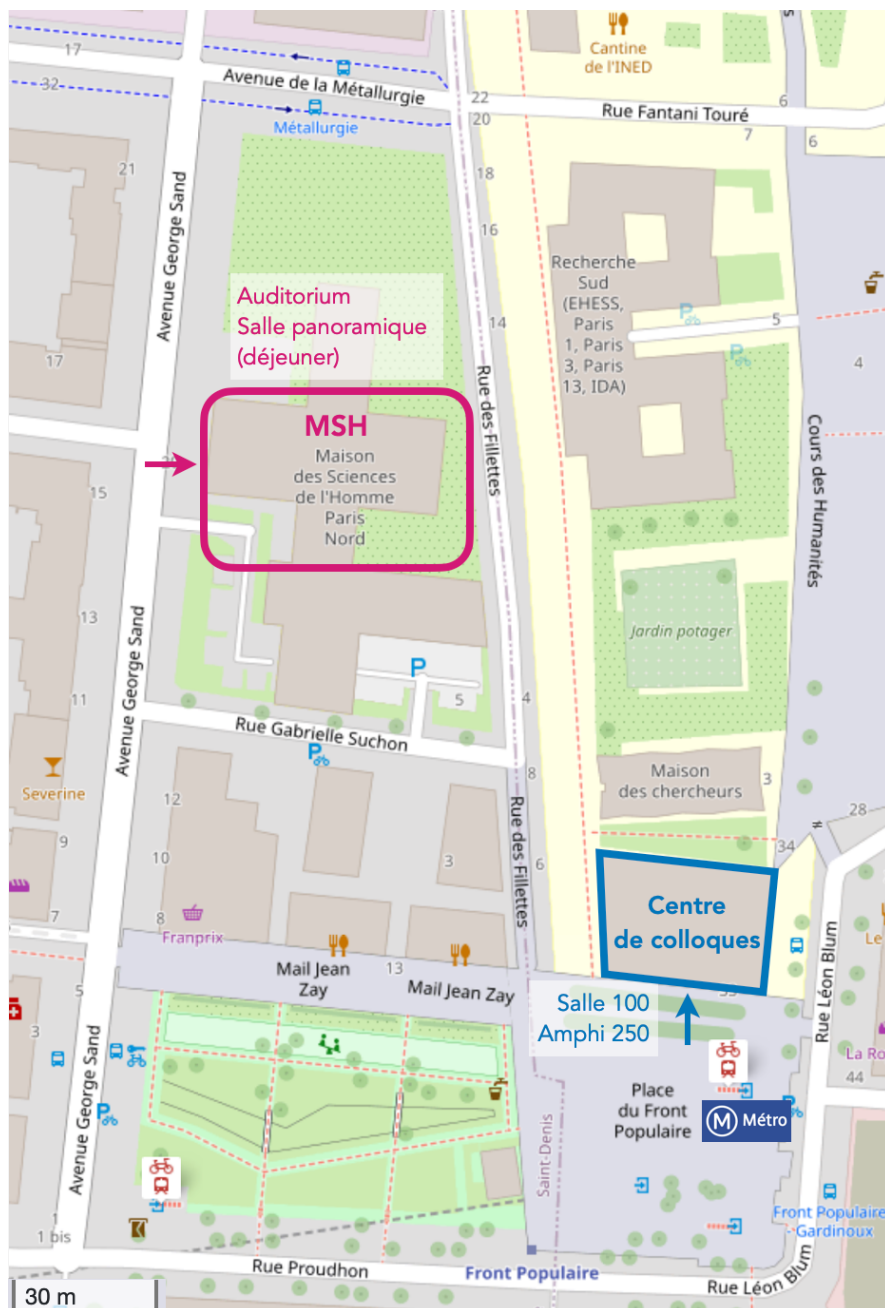 17
32
Avenue de la Métallurgie
Métallurgie
Cantine
de l'INED
22
20
Rue Fantani Touré
6
7
6
21
18
16
Avenue George Sand
Auditorium
Salle panoramique
(déjeuner)
14
Recherche
Sud
(EHESS,
Paris
1, Paris
3, Paris
13, IDA)
5
4
17
Rue des Fillettes
MSH
Maison
des Sciences
de l'Homme
Paris
Nord
15
Cours des Humanités
13
Jardin potager
Avenue George Sand
P
5
4
11
Rue Gabrielle Suchon
P
8
Severine
Maison
des chercheurs
3
12
28
9
10
3
Rue des Fillettes
6
34
Centre
de colloques
7
8
Franprix
Le
Mail Jean
Zay
13
Mail Jean Zay
Rue Léon Blum
5
3
Salle 100
Amphi 250
La Ro
Avenue George Sand
P
44
Place
du Front
Populaire
M Métro
P
Saint-Denis
Front Populaire
- Gardinoux
1 bis
Rue Proudhon
Front Populaire
Rue Léon Blum
30 m